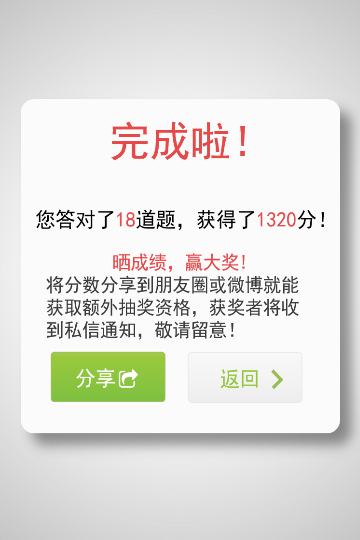 完成啦！
您答对了18道题，获得了1320分！
晒成绩，赢大奖！
将分数分享到朋友圈或微博就能
获取额外抽奖资格，获奖者将收
到私信通知，敬请留意！
分享
返回